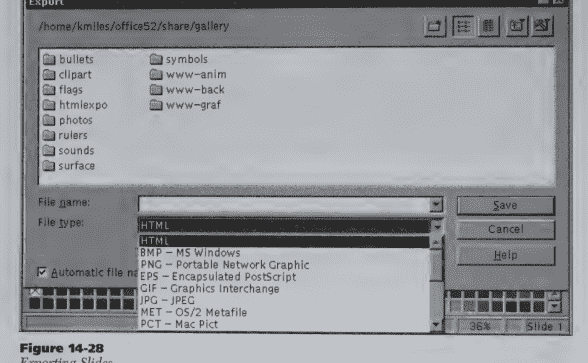 Export
/home/kmiles/office52/share/gallery
bullets
clipart
flags
htmlexpo
photos
rulers
sounds
surface
symbols
www-anim
www-back
www-graf
File name:
Save
File type:
HTML
Cancel
HTML
BMP - MS Windows
PNG - Portable Network Graphic
EPS - Encapsulated PostScript
GIF - Graphics Interchange
JPG - JPEG
MET - OS/2 Metafile
PCT - Mac Pict
Help
Automatic file na
36%
Slide 1
Figure 14-28
Exporting Slides